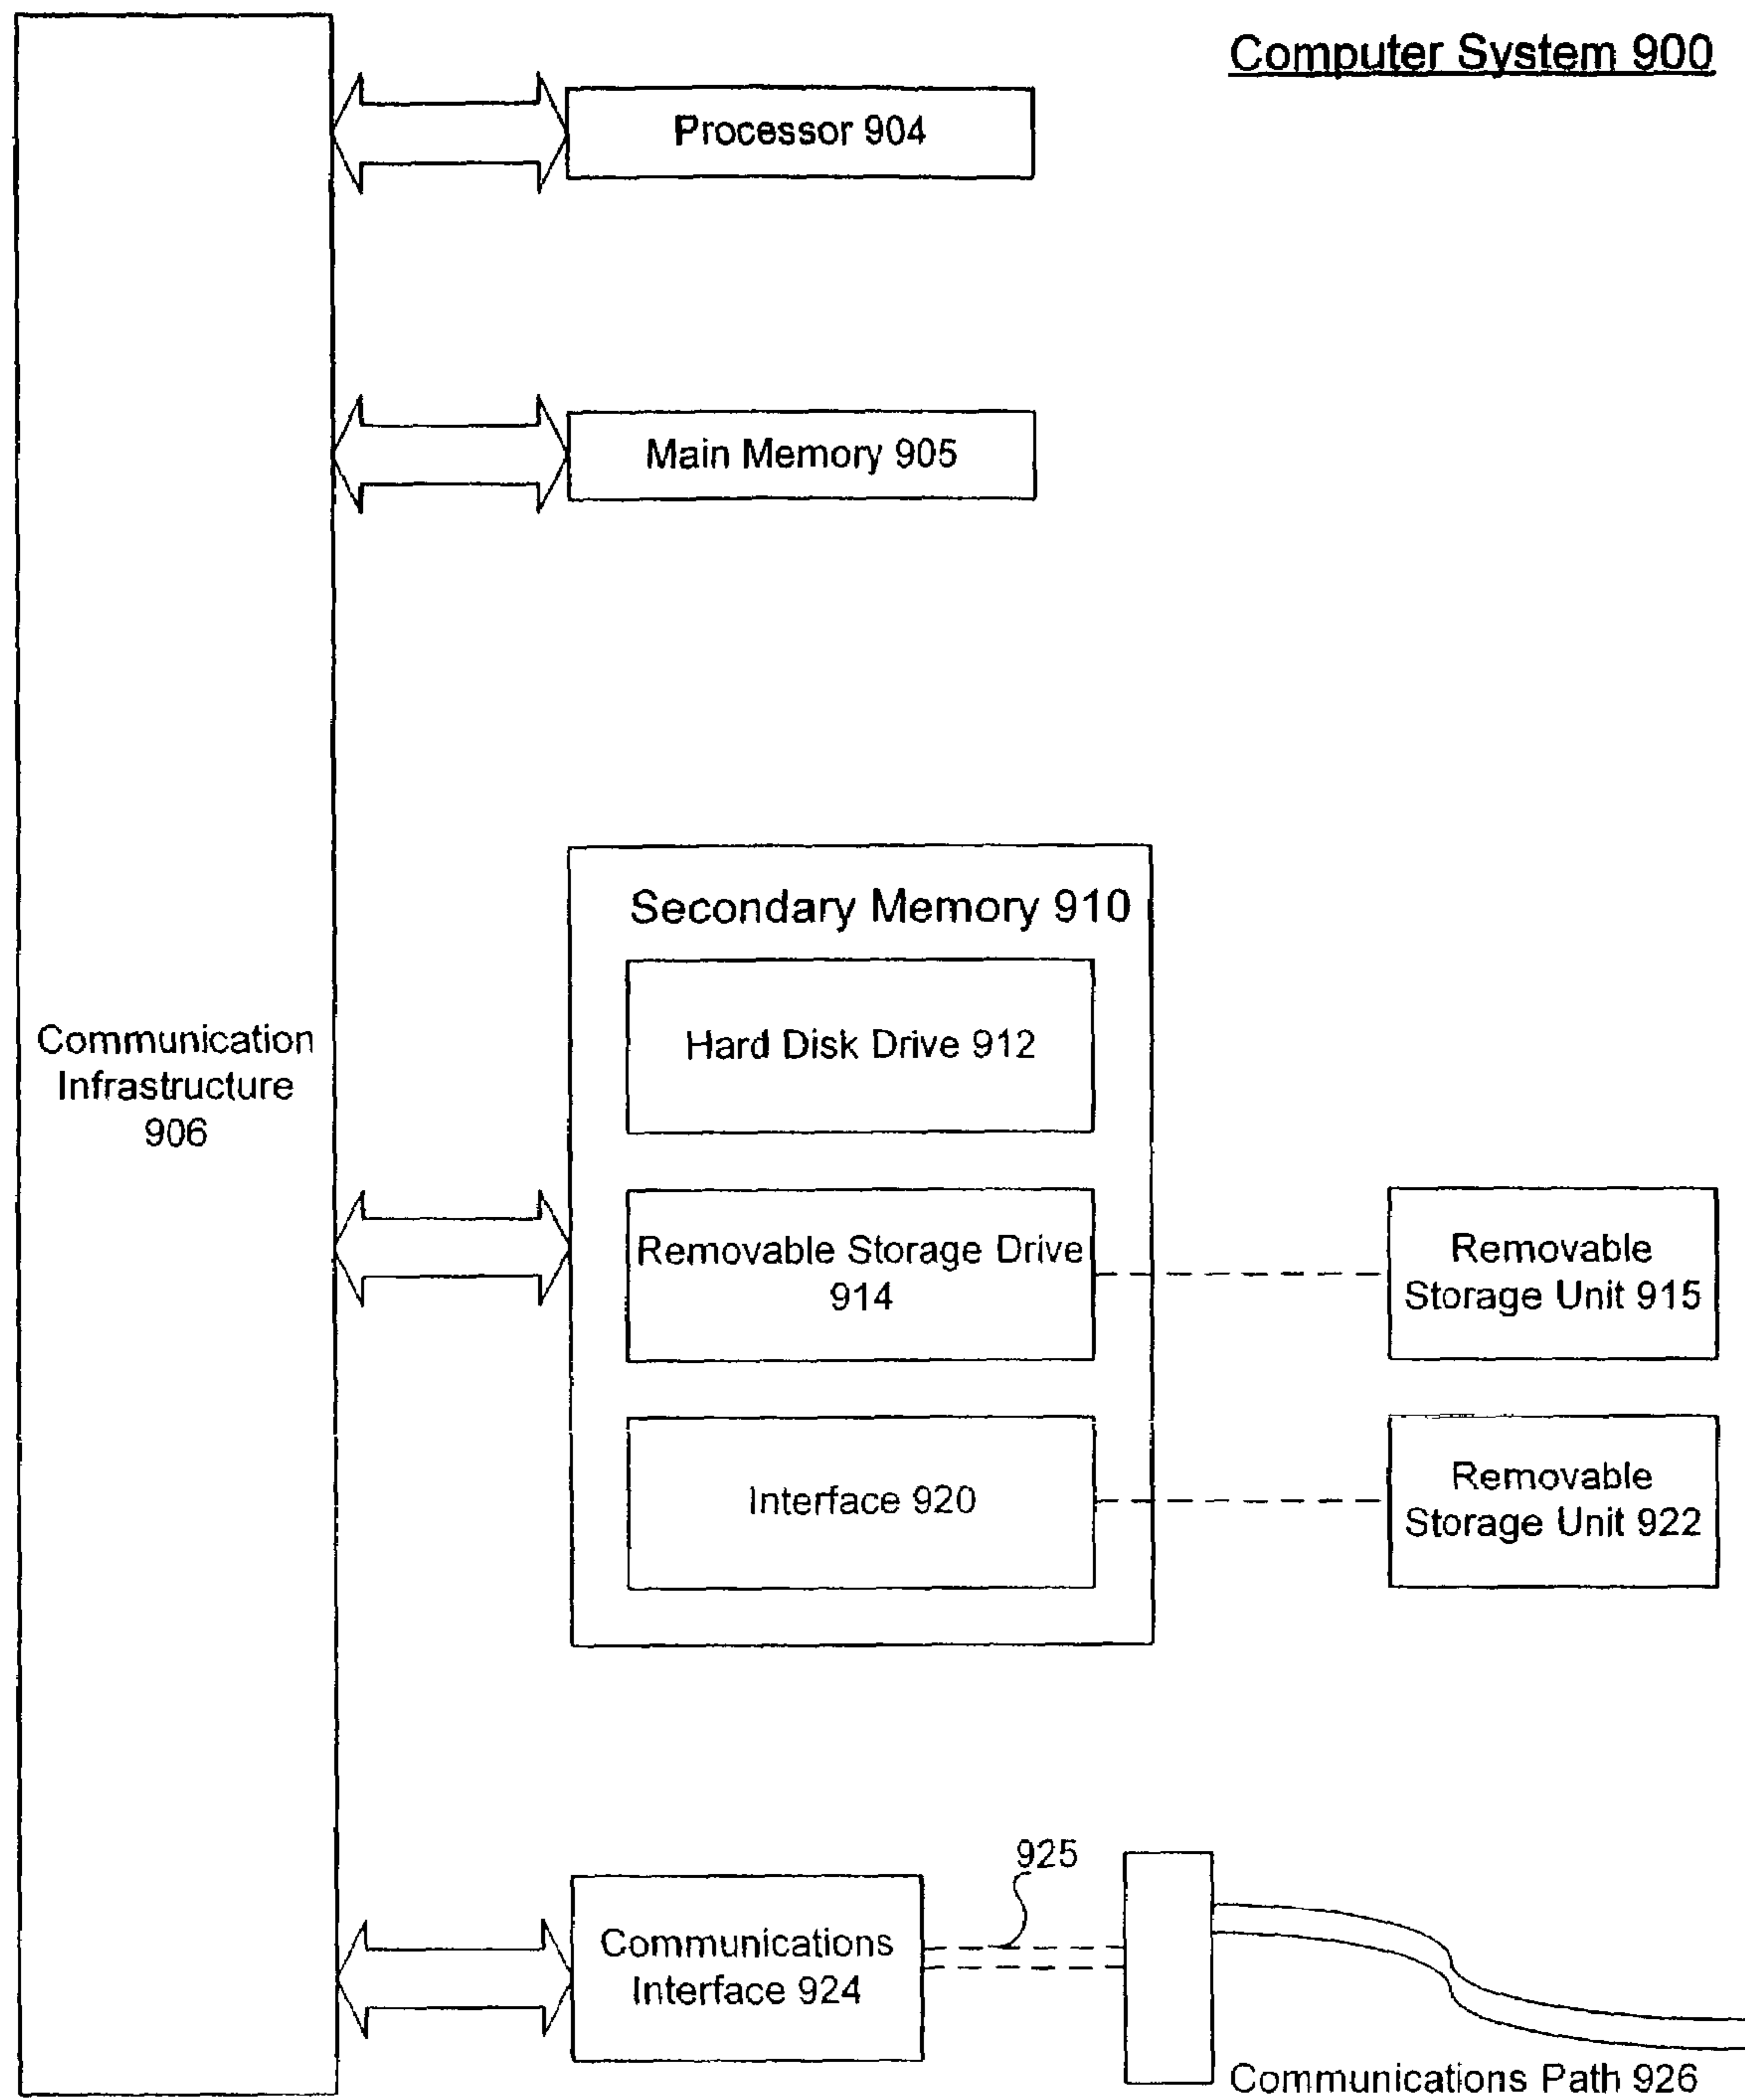 Computer System 900
Processor 904
Main Memory 905
Secondary Memory 910
Hard Disk Drive 912
Communication
Infrastructure
906
Removable Storage Drive
914
Removable
Storage Unit 915
Interface 920
Removable
Storage Unit 922
925
Communications
Interface 924
Communications Path 926